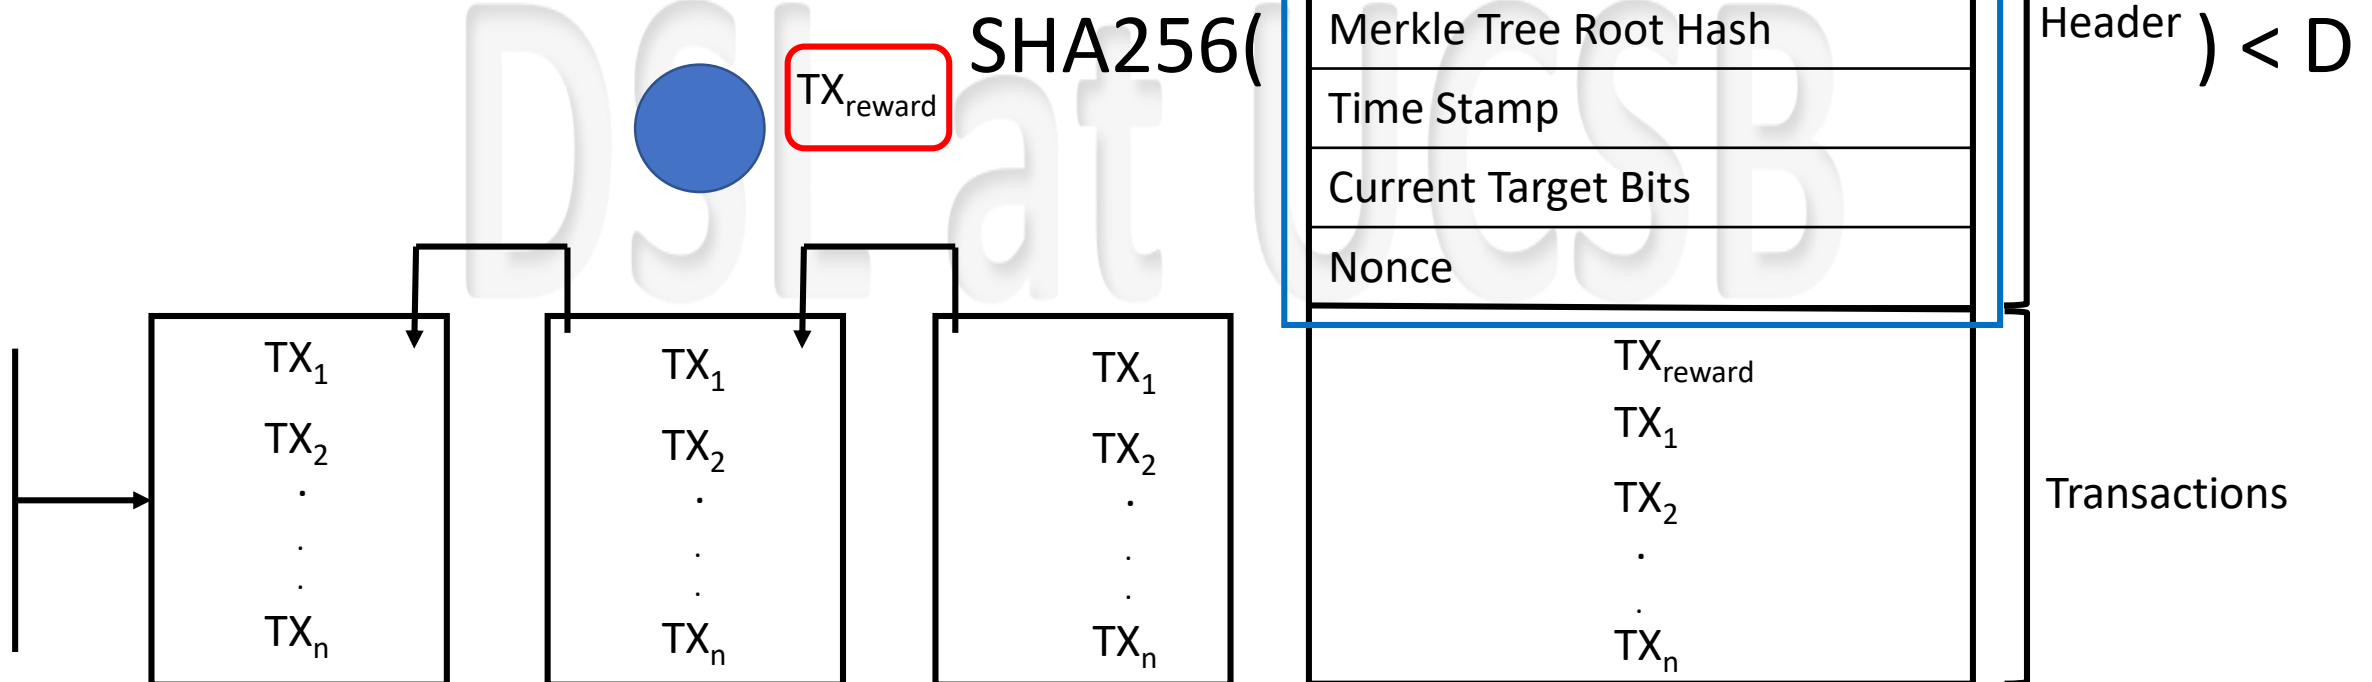 DSL at UCSB
SHA256(
Merkle Tree Root Hash
Time Stamp
Current Target Bits
Nonce
Header
) < D
TXreward
TX1
TX2
.
.
.
TXn
TX1
TX2
.
.
.
TXn
TX1
TX2
.
.
.
TXn
TXreward
TX1
TX2
.
.
TXn
Transactions